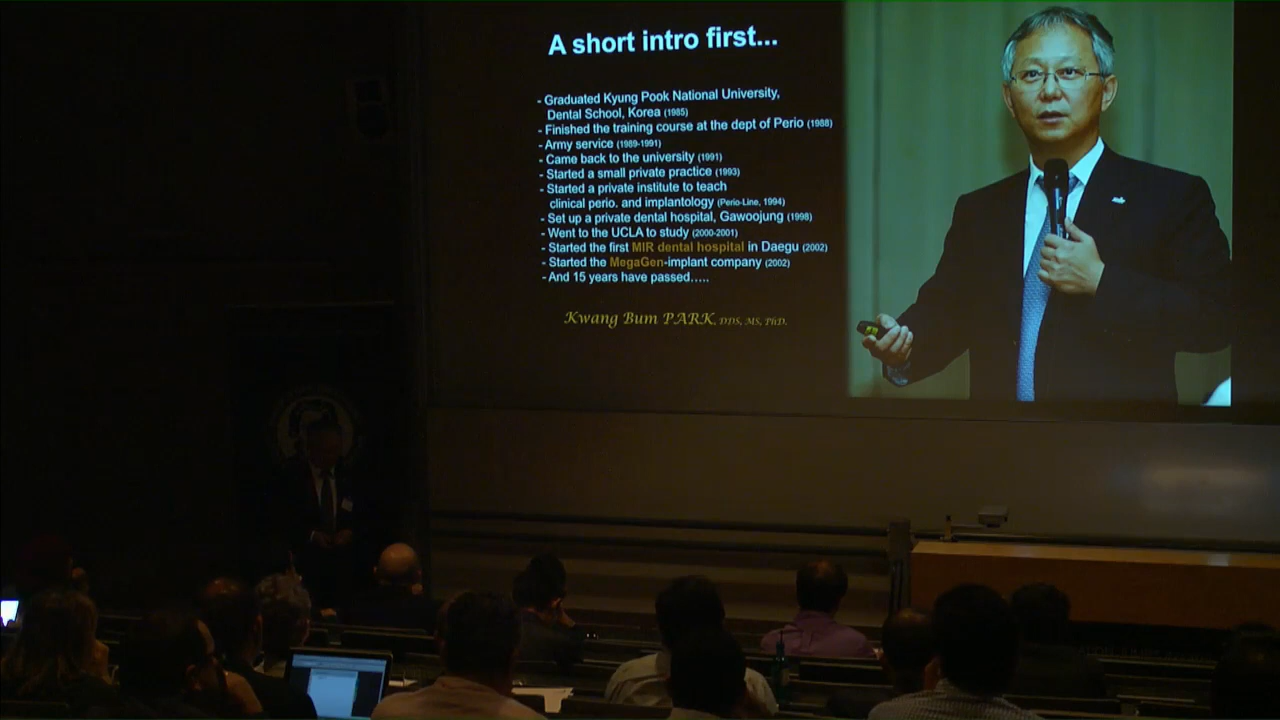 A short intro first...
- Graduated Kyung Pook National University,
Dental School, Korea (1985)
- Finished the training course at the dept of Perio (1988)
- Army service (1989-1991)
- Came back to the university (1991)
- Started a small private practice (1993)
- Started a private institute to teach
clinical perio. and implantology (Perio-Line, 1994)
- Set up a private dental hospital, Gawoojung (1998)
- Went to the UCLA to study (2000-2001)
- Started the first MIR dental hospital in Daegu (2002)
- Started the MegaGen-implant company (2002)
- And 15 years have passed.....
Kwang Bum PARK, DDS, MS, PhD.